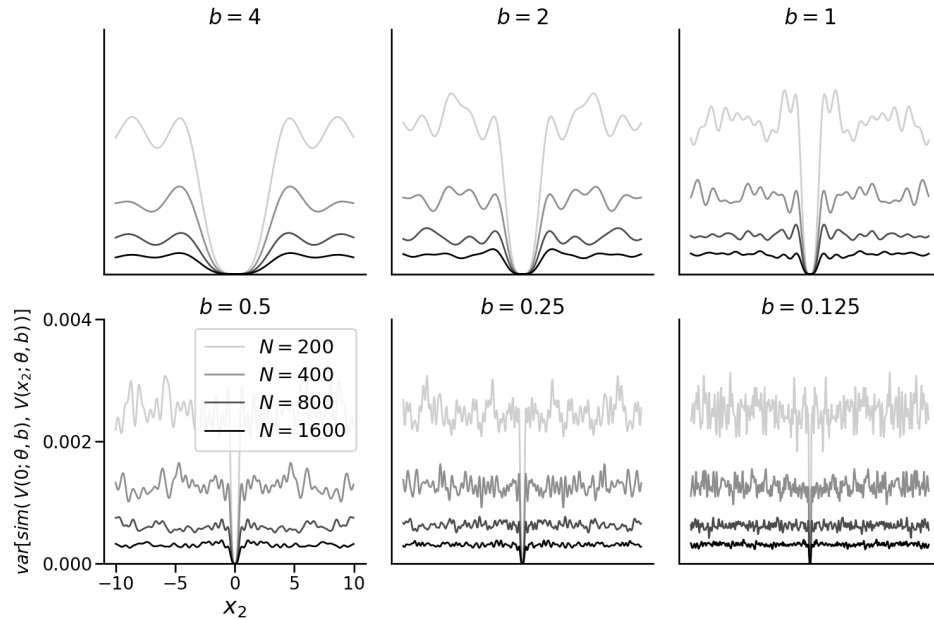 b = 4
b = 2
b = 1
b = 0.5
b = 0.25
b = 0.125
var[sim( V(0; θ, b), V(x₂; θ, b) )]
0.004
0.002
0.000
N = 200
N = 400
N = 800
N = 1600
−10
−5
0
5
10
x₂